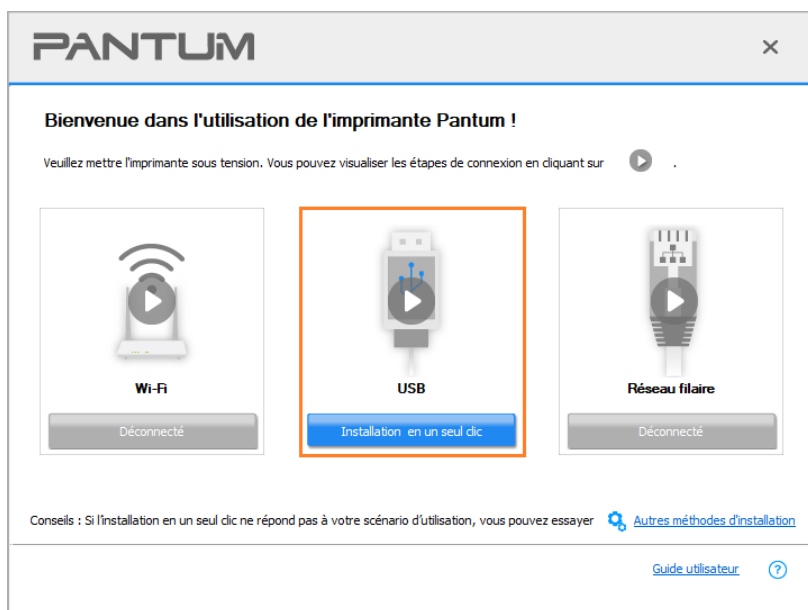 PANTUM
Bienvenue dans l'utilisation de l'imprimante Pantum !
Veuillez mettre l'imprimante sous tension. Vous pouvez visualiser les étapes de connexion en cliquant sur .
Wi-Fi
USB
Réseau filaire
Déconnecté
Installation en un seul clic
Déconnecté
Conseils : Si l'installation en un seul clic ne répond pas à votre scénario d'utilisation, vous pouvez essayer Autres méthodes d'installation
Guide utilisateur ?